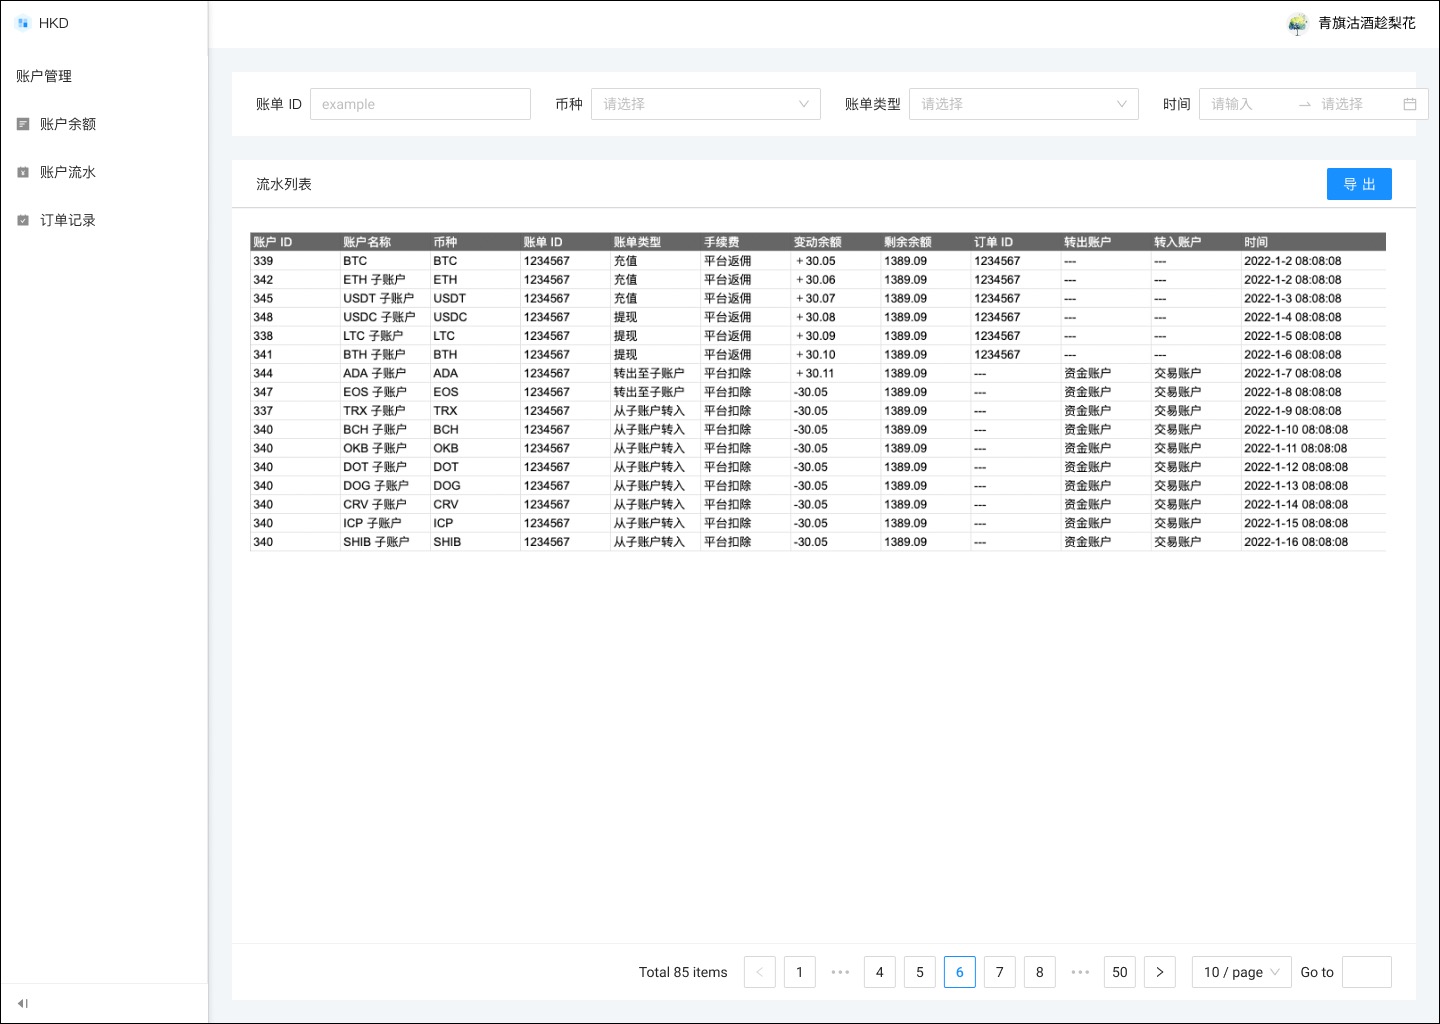 HKD
青旗沽酒趁梨花
账户管理
账户余额
账户流水
订单记录
账单 ID example 币种 请选择 账单类型 请选择 时间 请输入 请选择
流水列表 导 出
账户 ID 账户名称 币种 账单 ID 账单类型 手续费 变动余额 剩余余额 订单 ID 转出账户 转入账户 时间
339 BTC BTC 1234567 充值 平台返佣 ＋30.05 1389.09 1234567 --- --- 2022-1-2 08:08:08
342 ETH 子账户 ETH 1234567 充值 平台返佣 ＋30.06 1389.09 1234567 --- --- 2022-1-2 08:08:08
345 USDT 子账户 USDT 1234567 充值 平台返佣 ＋30.07 1389.09 1234567 --- --- 2022-1-3 08:08:08
348 USDC 子账户 USDC 1234567 提现 平台返佣 ＋30.08 1389.09 1234567 --- --- 2022-1-4 08:08:08
338 LTC 子账户 LTC 1234567 提现 平台返佣 ＋30.09 1389.09 1234567 --- --- 2022-1-5 08:08:08
341 BTH 子账户 BTH 1234567 提现 平台返佣 ＋30.10 1389.09 1234567 --- --- 2022-1-6 08:08:08
344 ADA 子账户 ADA 1234567 转出至子账户 平台扣除 ＋30.11 1389.09 --- 资金账户 交易账户 2022-1-7 08:08:08
347 EOS 子账户 EOS 1234567 转出至子账户 平台扣除 -30.05 1389.09 --- 资金账户 交易账户 2022-1-8 08:08:08
337 TRX 子账户 TRX 1234567 从子账户转入 平台扣除 -30.05 1389.09 --- 资金账户 交易账户 2022-1-9 08:08:08
340 BCH 子账户 BCH 1234567 从子账户转入 平台扣除 -30.05 1389.09 --- 资金账户 交易账户 2022-1-10 08:08:08
340 OKB 子账户 OKB 1234567 从子账户转入 平台扣除 -30.05 1389.09 --- 资金账户 交易账户 2022-1-11 08:08:08
340 DOT 子账户 DOT 1234567 从子账户转入 平台扣除 -30.05 1389.09 --- 资金账户 交易账户 2022-1-12 08:08:08
340 DOG 子账户 DOG 1234567 从子账户转入 平台扣除 -30.05 1389.09 --- 资金账户 交易账户 2022-1-13 08:08:08
340 CRV 子账户 CRV 1234567 从子账户转入 平台扣除 -30.05 1389.09 --- 资金账户 交易账户 2022-1-14 08:08:08
340 ICP 子账户 ICP 1234567 从子账户转入 平台扣除 -30.05 1389.09 --- 资金账户 交易账户 2022-1-15 08:08:08
340 SHIB 子账户 SHIB 1234567 从子账户转入 平台扣除 -30.05 1389.09 --- 资金账户 交易账户 2022-1-16 08:08:08
Total 85 items < 1 ••• 4 5 6 7 8 ••• 50 > 10 / page Go to